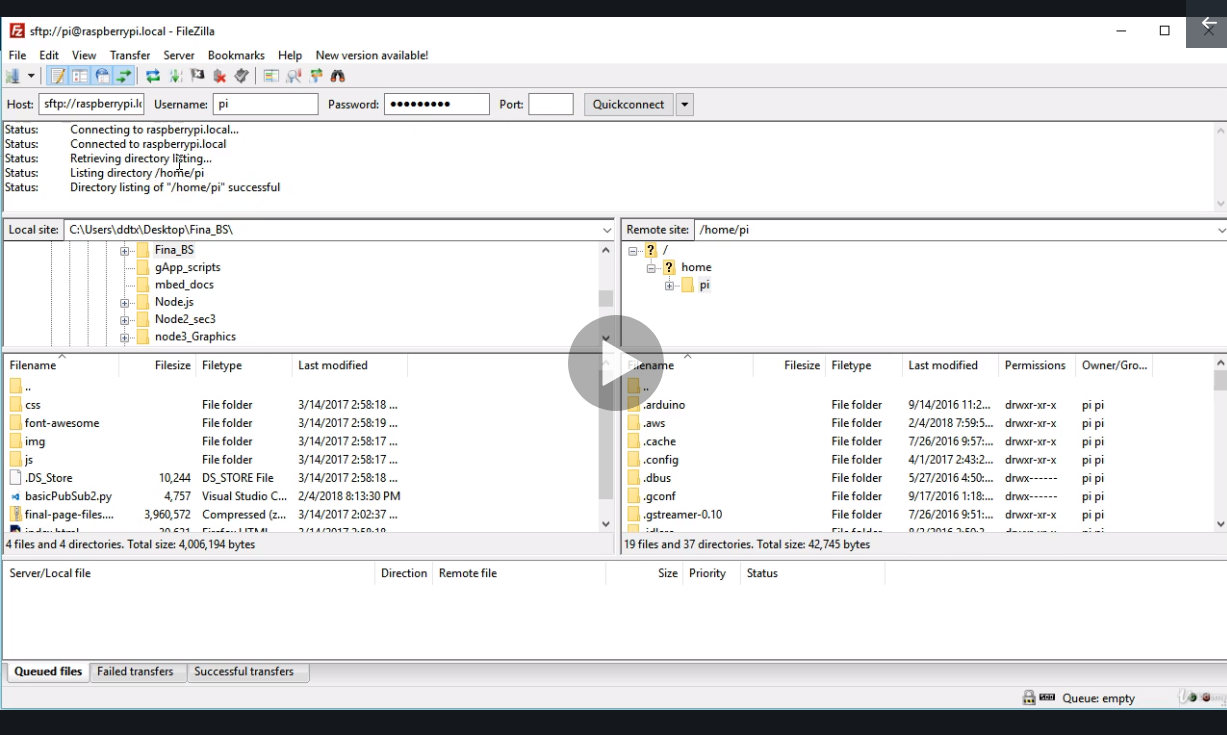 sftp://pi@raspberrypi.local - FileZilla
File Edit View Transfer Server Bookmarks Help New version available!
Host: sftp://raspberrypi.lo Username: pi Password: ●●●●●●●●● Port: Quickconnect
Status: Connecting to raspberrypi.local...
Status: Connected to raspberrypi.local
Status: Retrieving directory listing...
Status: Listing directory /home/pi
Status: Directory listing of "/home/pi" successful
Local site: C:\Users\ddtx\Desktop\Fina_BS\
Fina_BS
gApp_scripts
mbed_docs
Node.js
Node2_sec3
node3_Graphics
Remote site: /home/pi
? /
? home
pi
Filename Filesize Filetype Last modified
..
css File folder 3/14/2017 2:58:18 ...
font-awesome File folder 3/14/2017 2:58:19 ...
img File folder 3/14/2017 2:58:17 ...
js File folder 3/14/2017 2:58:17 ...
.DS_Store 10,244 DS_STORE File 3/14/2017 2:58:18 ...
basicPubSub2.py 4,757 Visual Studio C... 2/4/2018 8:13:30 PM
final-page-files.... 3,960,572 Compressed (z... 3/14/2017 2:02:37 ...
4 files and 4 directories. Total size: 4,006,194 bytes
Filename Filesize Filetype Last modified Permissions Owner/Gro...
..
.arduino File folder 9/14/2016 11:2... drwxr-xr-x pi pi
.aws File folder 2/4/2018 7:59:5... drwxr-xr-x pi pi
.cache File folder 7/26/2016 9:57:... drwxr-xr-x pi pi
.config File folder 4/1/2017 2:43:2... drwxr-xr-x pi pi
.dbus File folder 5/27/2016 4:50:... drwx------ pi pi
.gconf File folder 9/17/2016 1:18:... drwx------ pi pi
.gstreamer-0.10 File folder 7/26/2016 9:51:... drwxr-xr-x pi pi
19 files and 37 directories. Total size: 42,745 bytes
Server/Local file Direction Remote file Size Priority Status
Queued files Failed transfers Successful transfers
Queue: empty